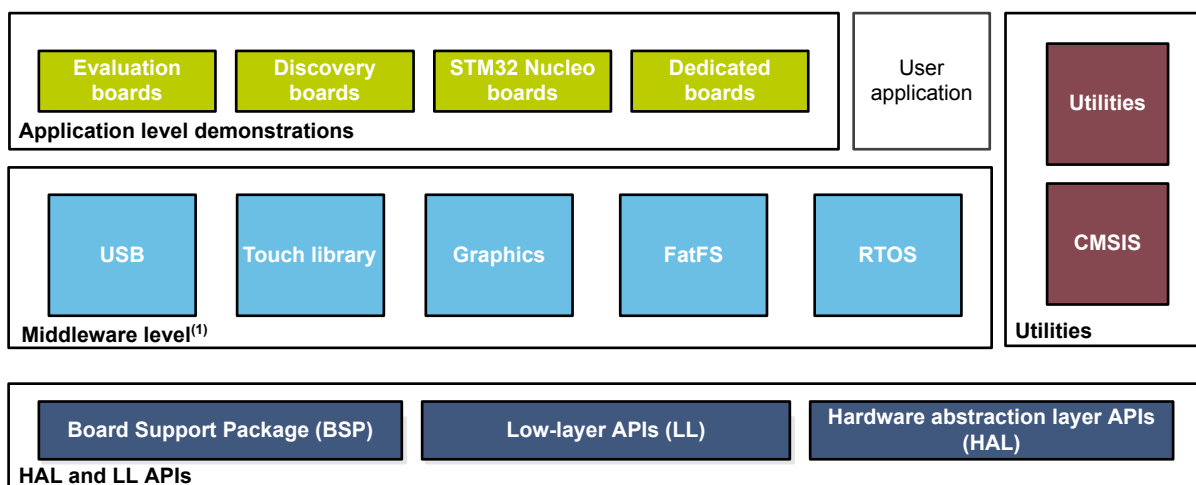 Evaluation
boards
Discovery
boards
STM32 Nucleo
boards
Dedicated
boards
Application level demonstrations
User
application
Utilities
CMSIS
Utilities
USB
Touch library
Graphics
FatFS
RTOS
Middleware level(1)
Board Support Package (BSP)
Low-layer APIs (LL)
Hardware abstraction layer APIs
(HAL)
HAL and LL APIs